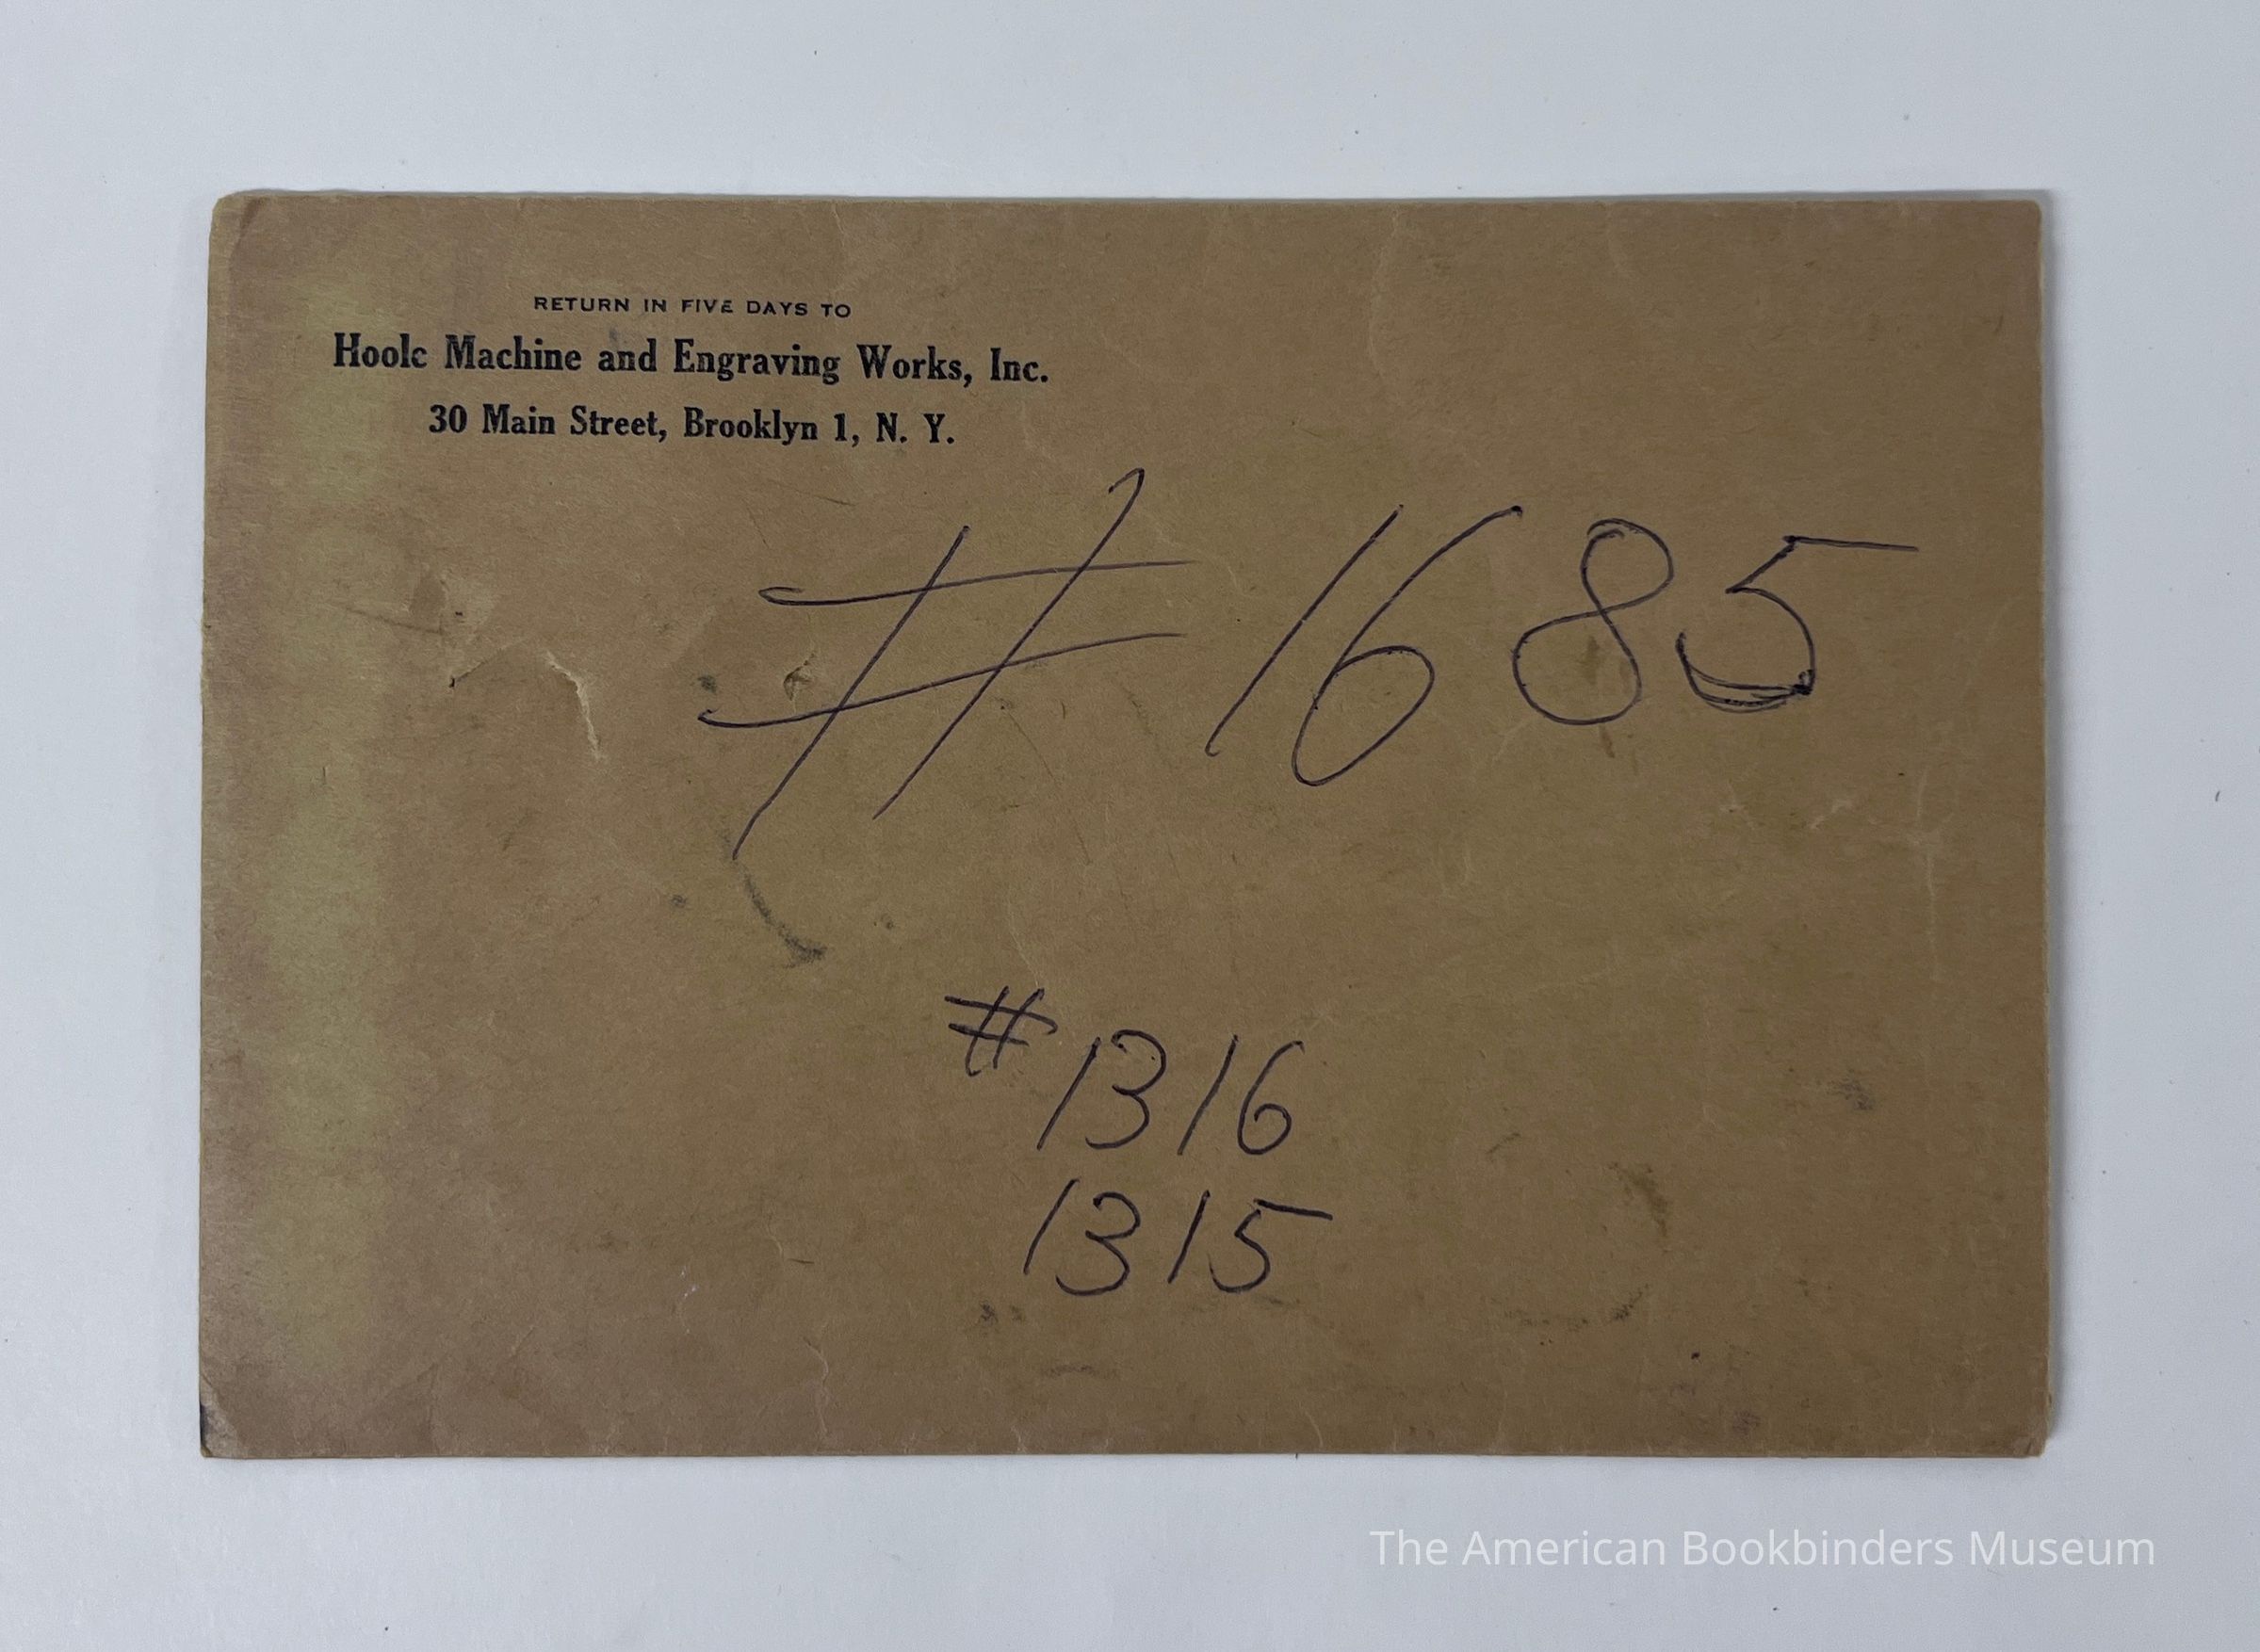 RETURN IN FIVE DAYS TO
Hoole Machine and Engraving Works, Inc.
30 Main Street, Brooklyn 1, N. Y.
# 1685
# 1316
1315
The American Bookbinders Museum